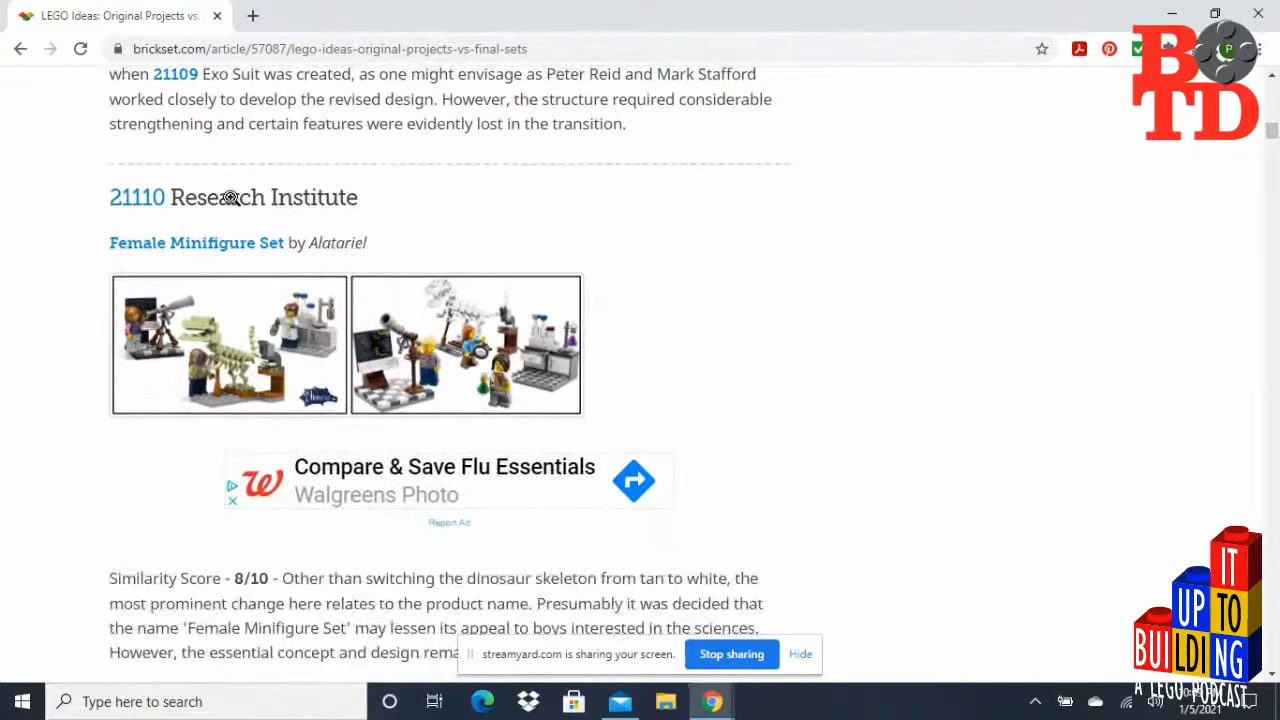 LEGO Ideas: Original Projects vs.
brickset.com/article/57087/lego-ideas-original-projects-vs-final-sets
B
TD
when 21109 Exo Suit was created, as one might envisage as Peter Reid and Mark Stafford
worked closely to develop the revised design. However, the structure required considerable
strengthening and certain features were evidently lost in the transition.
21110 Research Institute
Female Minifigure Set by Alatariel
Compare & Save Flu Essentials
Walgreens Photo
Report Ad
Similarity Score - 8/10 - Other than switching the dinosaur skeleton from tan to white, the
most prominent change here relates to the product name. Presumably it was decided that
the name 'Female Minifigure Set' may lessen its appeal to boys interested in the sciences.
However, the essential concept and design
streamyard.com is sharing your screen.
Stop sharing
Hide
BUILDING
UP
IT
TO
A LEGO PODCAST
Type here to search
1/5/2021